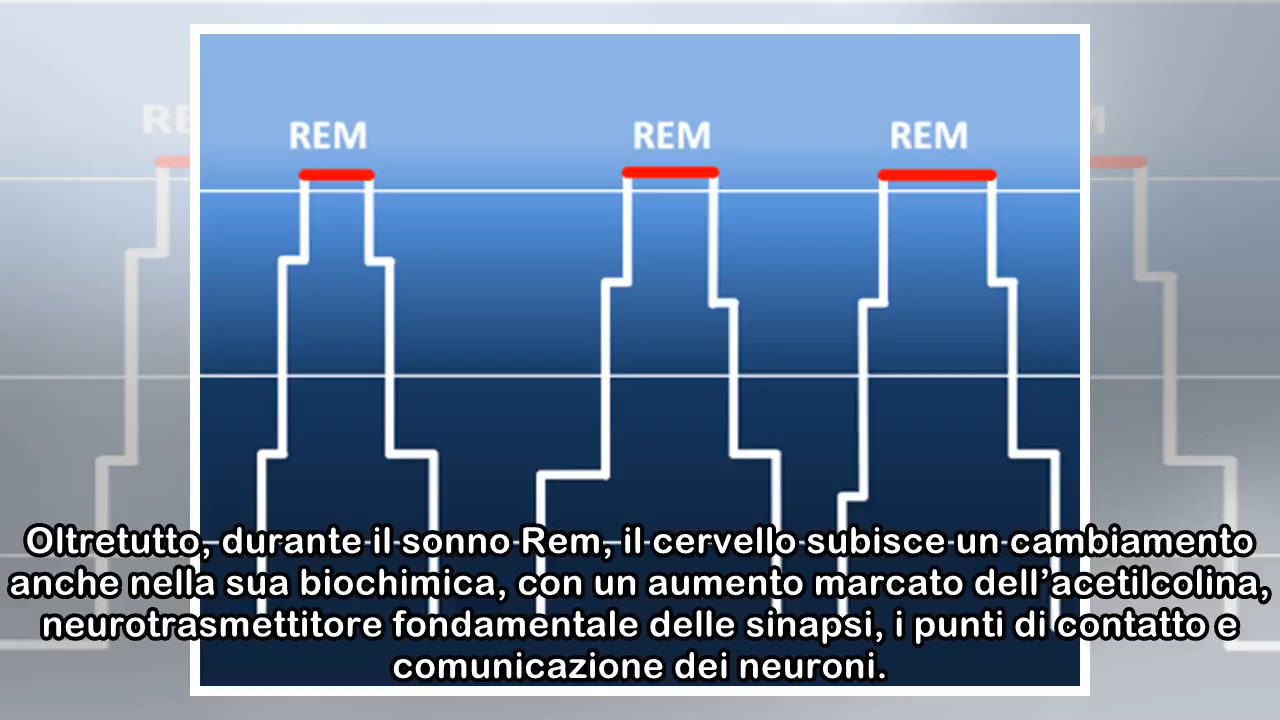 REM REM REM
Oltretutto, durante il sonno Rem, il cervello subisce un cambiamento
anche nella sua biochimica, con un aumento marcato dell’acetilcolina,
neurotrasmettitore fondamentale delle sinapsi, i punti di contatto e
comunicazione dei neuroni.